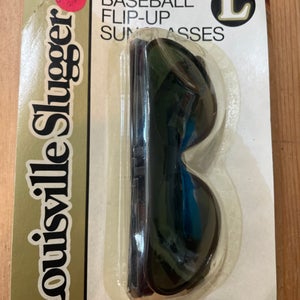 BASEBALL
FLIP-UP
SUNGLASSES
L
Louisville Slugger